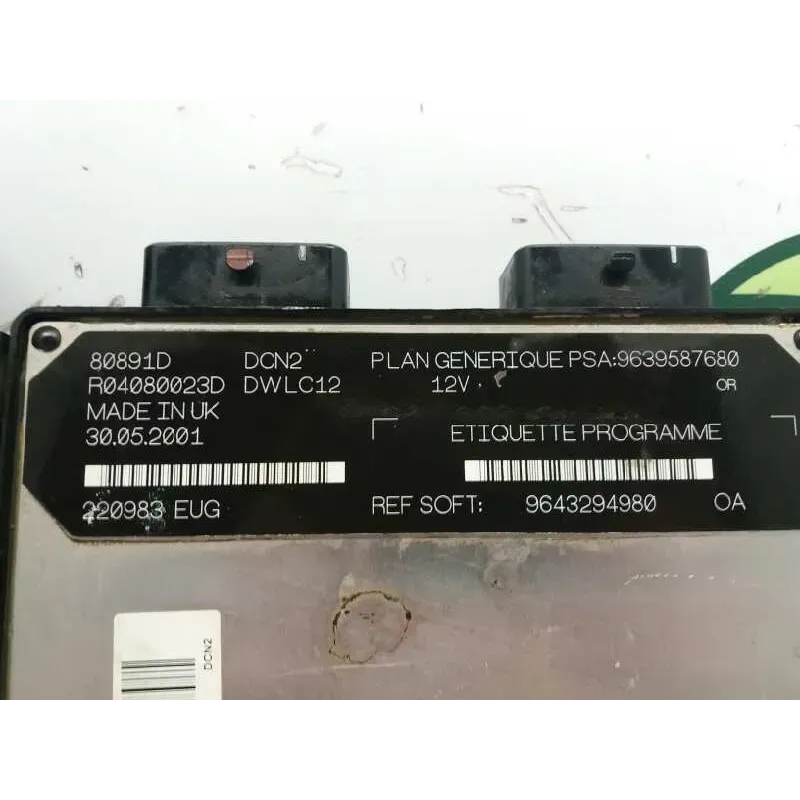 80891D DCN2 PLAN GENERIQUE PSA:9639587680
R04080023D DWLC12 12V OR
MADE IN UK
30.05.2001 ETIQUETTE PROGRAMME
220983 EUG REF SOFT: 9643294980 OA
DCN2